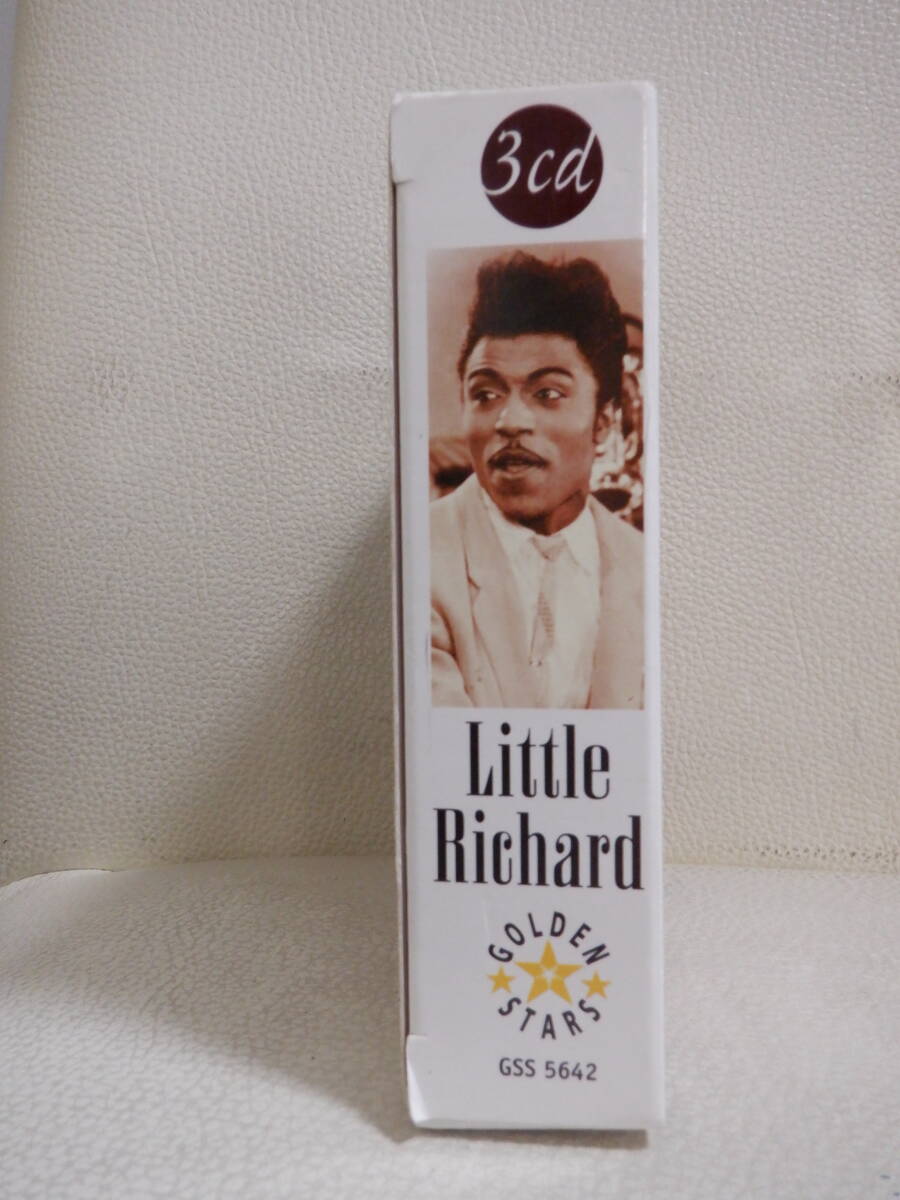 3cd
Little
Richard
GOLDEN
STARS
GSS 5642